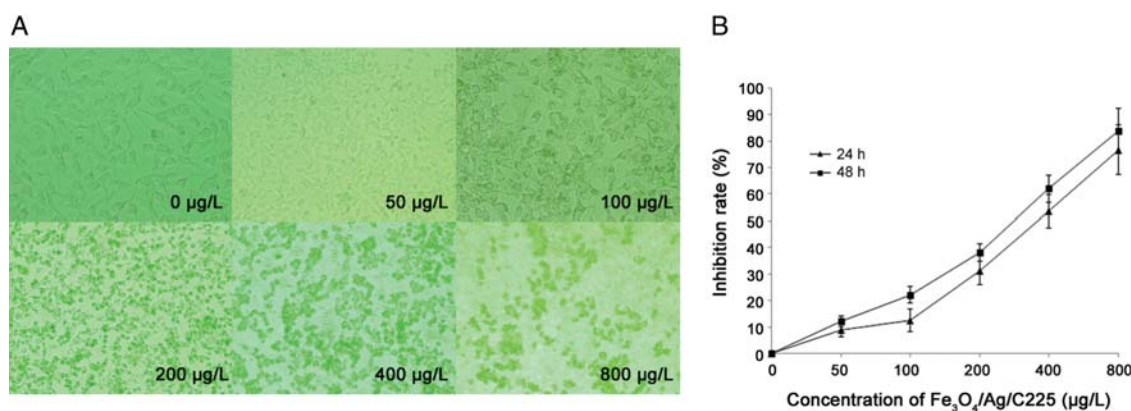 A
0 µg/L
50 µg/L
100 µg/L
200 µg/L
400 µg/L
800 µg/L
B
Inhibition rate (%)
100
90
80
70
60
50
40
30
20
10
0
24 h
48 h
0 50 100 200 400 800
Concentration of Fe₃O₄/Ag/C225 (µg/L)